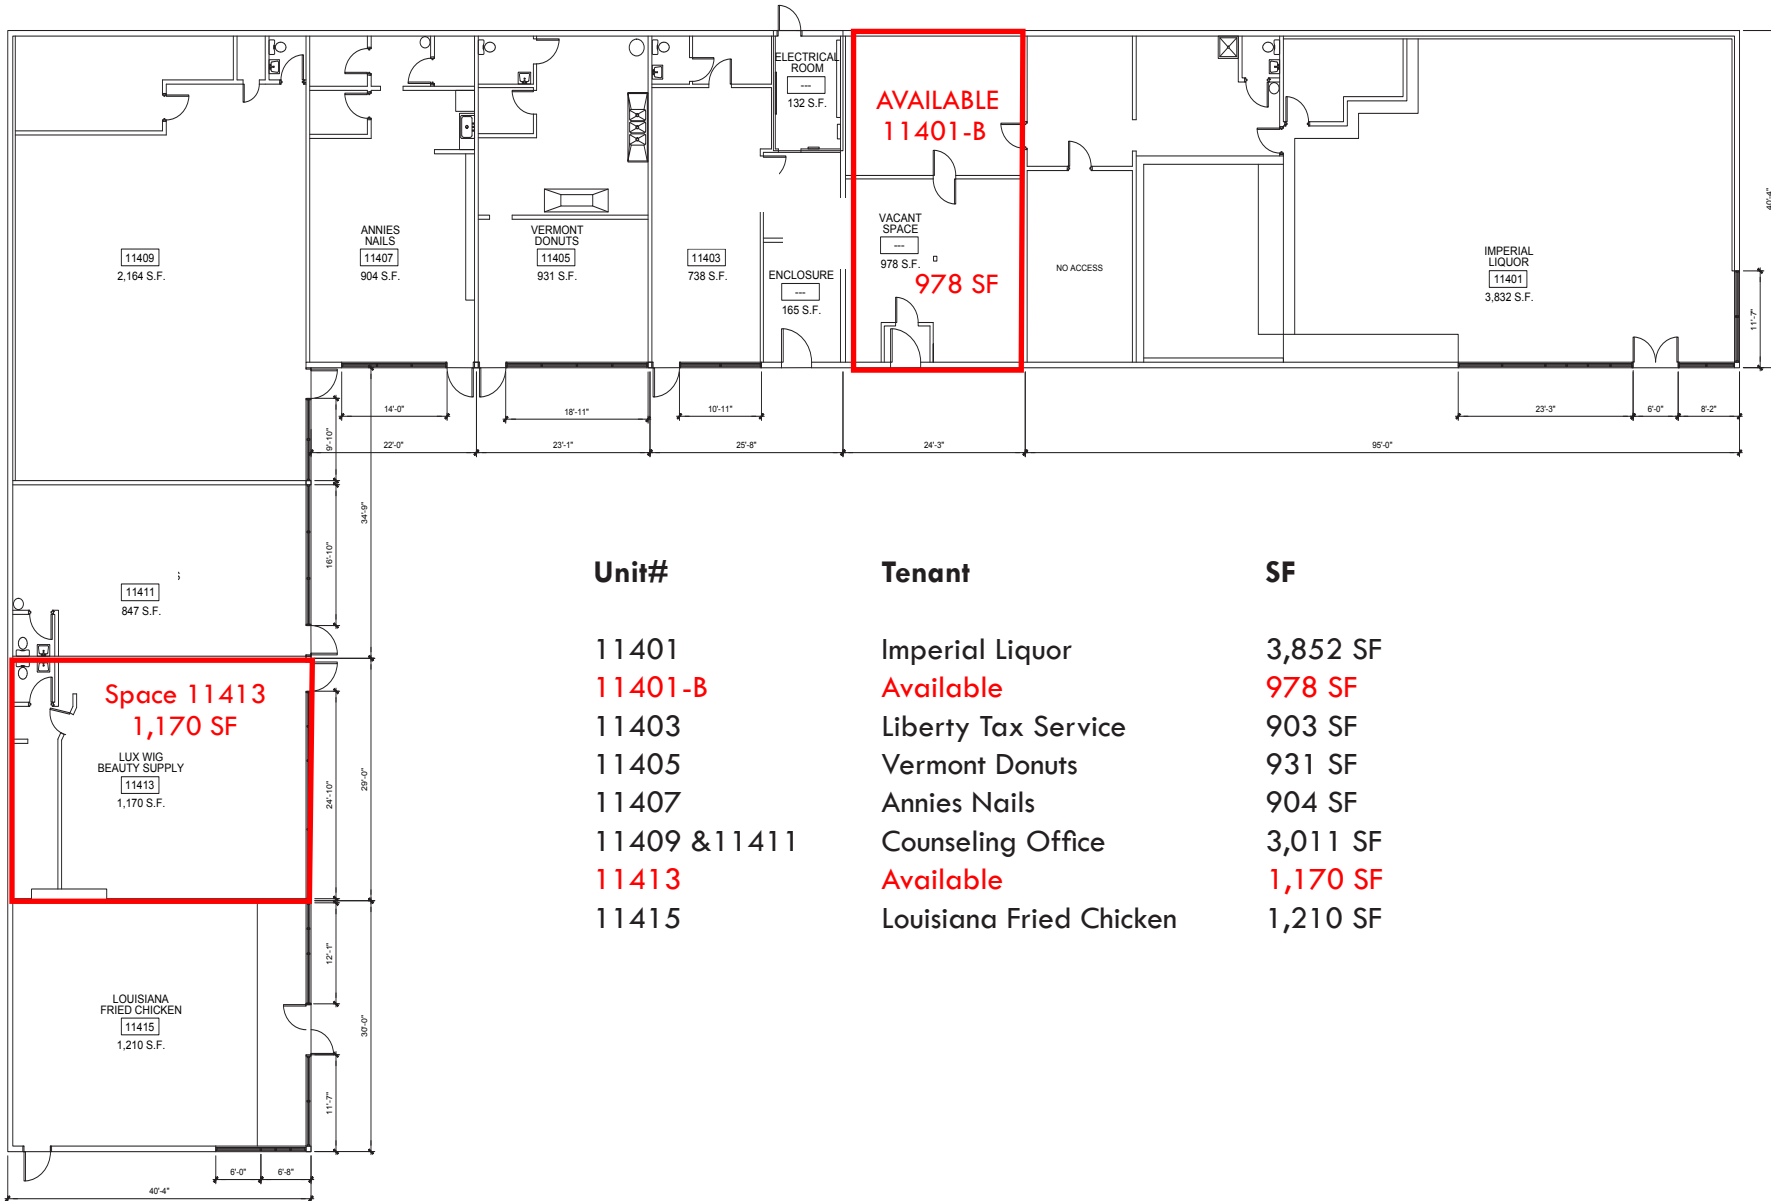 ELECTRICAL
ROOM
---
132 S.F.
AVAILABLE
11401-B
VACANT
SPACE
---
978 S.F.
978 SF
NO ACCESS
IMPERIAL
LIQUOR
11401
3,832 S.F.
40'-4"
11'-7"
11409
2,164 S.F.
ANNIES
NAILS
11407
904 S.F.
VERMONT
DONUTS
11405
931 S.F.
11403
738 S.F.
ENCLOSURE
---
165 S.F.
14'-0"
18'-11"
10'-11"
23'-3"
6'-0"
8'-2"
22'-0"
23'-1"
25'-8"
24'-3"
95'-0"
9'-10"
34'-9"
16'-10"
11411
847 S.F.
Space 11413
1,170 SF
LUX WIG
BEAUTY SUPPLY
11413
1,170 S.F.
24'-10"
29'-0"
LOUISIANA
FRIED CHICKEN
11415
1,210 S.F.
12'-1"
30'-0"
11'-7"
6'-0"
6'-8"
40'-4"
Unit# Tenant SF
11401 Imperial Liquor 3,852 SF
11401-B Available 978 SF
11403 Liberty Tax Service 903 SF
11405 Vermont Donuts 931 SF
11407 Annies Nails 904 SF
11409 &11411 Counseling Office 3,011 SF
11413 Available 1,170 SF
11415 Louisiana Fried Chicken 1,210 SF